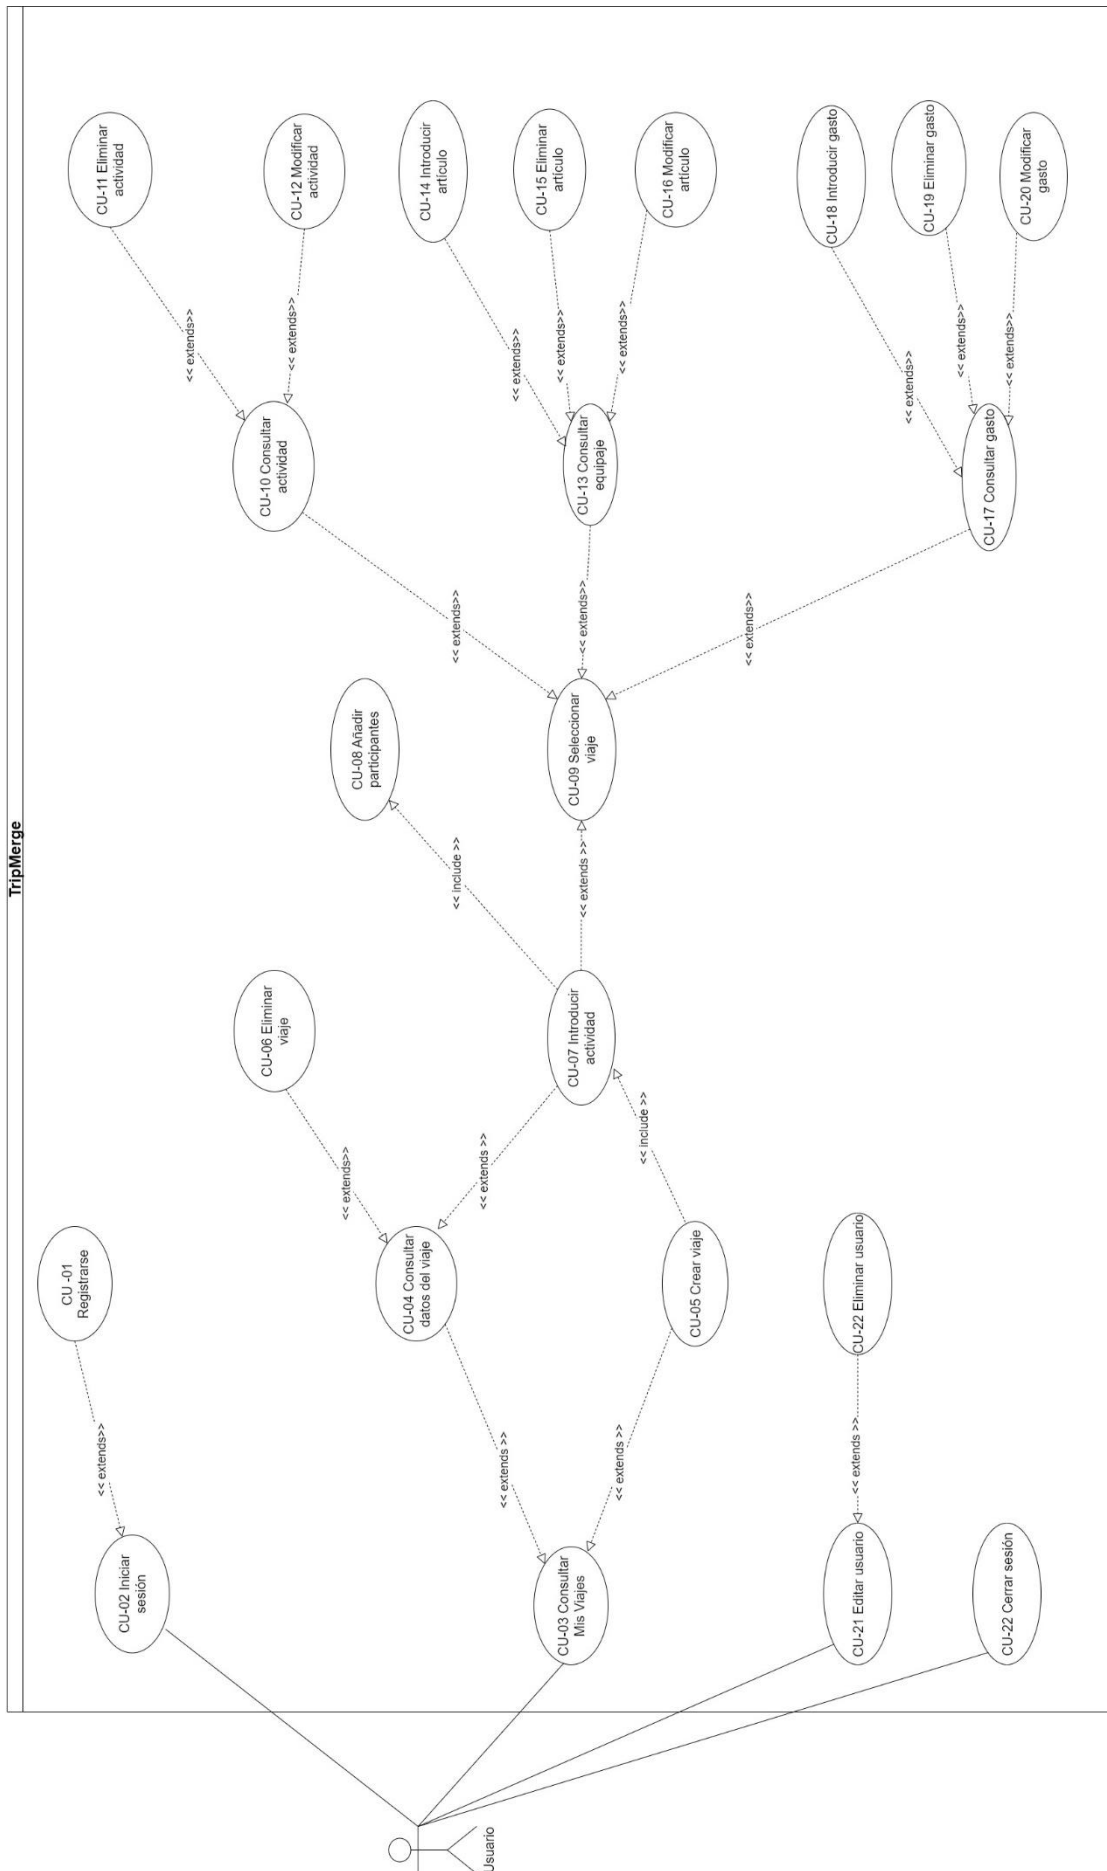 TripMerge
Usuario
CU-02 Iniciar
sesión
CU-03 Consultar
Mis Viajes
CU-21 Editar usuario
CU-22 Cerrar sesión
<< extends>>
<< extends >>
<< extends >>
<< extends >>
CU -01
Registrarse
CU-04 Consultar
datos del viaje
CU-05 Crear viaje
CU-22 Eliminar usuario
<< extends>>
<< extends >>
<< include >>
CU-06 Eliminar
viaje
CU-07 Introducir
actividad
<< include >>
<< extends >>
CU-08 Añadir
participantes
CU-09 Seleccionar
viaje
<< extends>>
<< extends>>
<< extends>>
CU-10 Consultar
actividad
CU-13 Consultar
equipaje
CU-17 Consultar gasto
<< extends>>
<< extends>>
<< extends>>
<< extends>>
<< extends>>
<< extends>>
<< extends>>
<< extends>>
CU-11 Eliminar
actividad
CU-12 Modificar
actividad
CU-14 Introducir
artículo
CU-15 Eliminar
artículo
CU-16 Modificar
artículo
CU-18 Introducir gasto
CU-19 Eliminar gasto
CU-20 Modificar
gasto